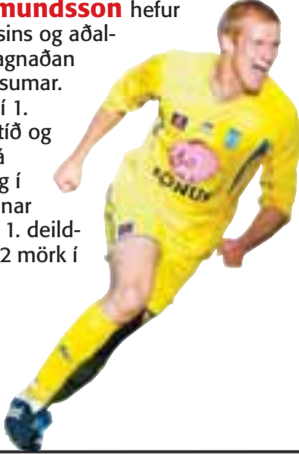 mundsson hefur
sins og aðal-
agnaðan
sumar.
í 1.
tíð og
á
g í
nar
1. deild-
2 mörk í
BÓNUS